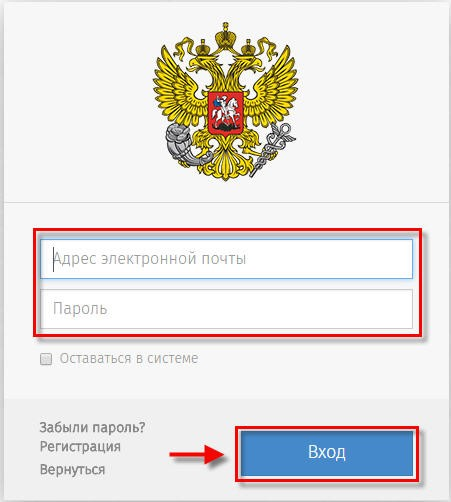 Адрес электронной почты
Пароль
Оставаться в системе
Забыли пароль?
Регистрация
Вернуться
Вход